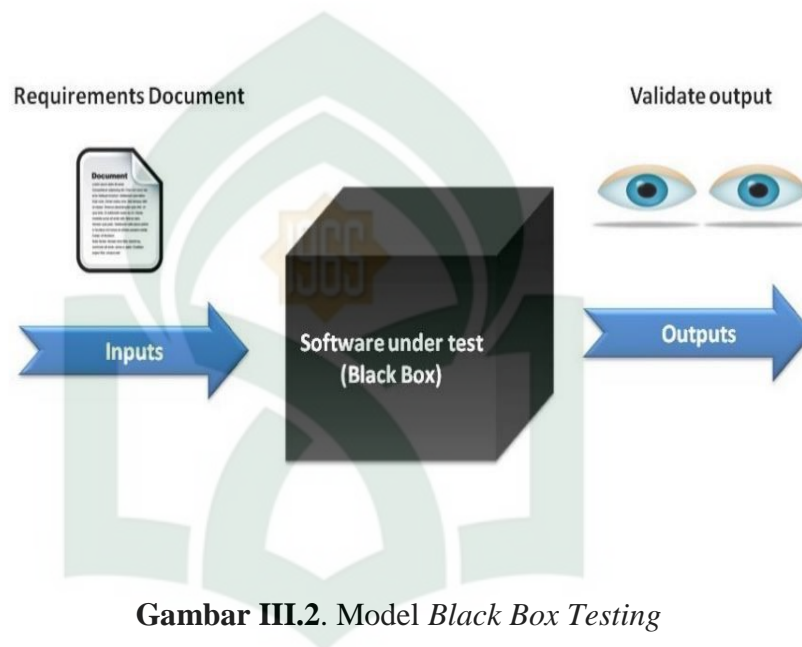 Requirements Document
Validate output
Document
1965
Inputs
Software under test
(Black Box)
Outputs
Gambar III.2. Model Black Box Testing